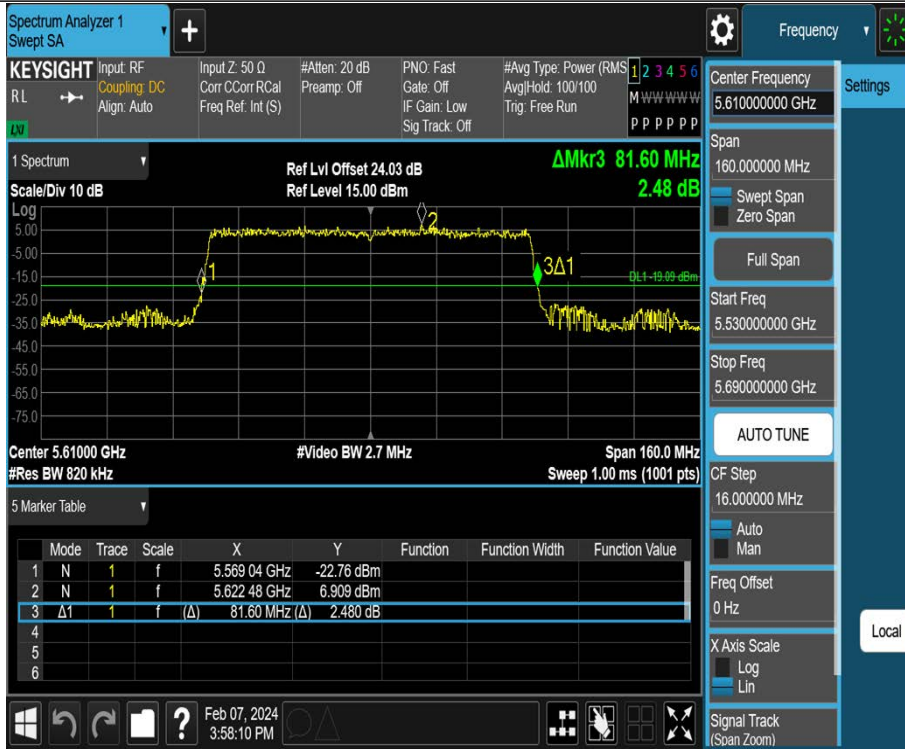 Spectrum Analyzer 1
Swept SA
+
Frequency
KEYSIGHT
RL
LXI
Input: RF
Coupling: DC
Align: Auto
Input Z: 50 Ω
Corr CCorr RCal
Freq Ref: Int (S)
#Atten: 20 dB
Preamp: Off
PNO: Fast
Gate: Off
IF Gain: Low
Sig Track: Off
#Avg Type: Power (RMS
Avg|Hold: 100/100
Trig: Free Run
1 2 3 4 5 6
M W W W W W
P P P P P P
Center Frequency
5.610000000 GHz
Settings
1 Spectrum
Scale/Div 10 dB
Ref Lvl Offset 24.03 dB
Ref Level 15.00 dBm
ΔMkr3 81.60 MHz
2.48 dB
Log
5.00
-5.00
-15.0
-25.0
-35.0
-45.0
-55.0
-65.0
-75.0
1
2
3Δ1
DL1 -19.09 dBm
Center 5.61000 GHz
#Res BW 820 kHz
#Video BW 2.7 MHz
Span 160.0 MHz
Sweep 1.00 ms (1001 pts)
Span
160.000000 MHz
Swept Span
Zero Span
Full Span
Start Freq
5.530000000 GHz
Stop Freq
5.690000000 GHz
AUTO TUNE
CF Step
16.000000 MHz
Auto
Man
Freq Offset
0 Hz
X Axis Scale
Log
Lin
Signal Track
(Span Zoom)
Local
5 Marker Table
Mode Trace Scale X Y Function Function Width Function Value
1 N 1 f 5.569 04 GHz -22.76 dBm
2 N 1 f 5.622 48 GHz 6.909 dBm
3 Δ1 1 f (Δ) 81.60 MHz (Δ) 2.480 dB
4
5
6
?
Feb 07, 2024
3:58:10 PM